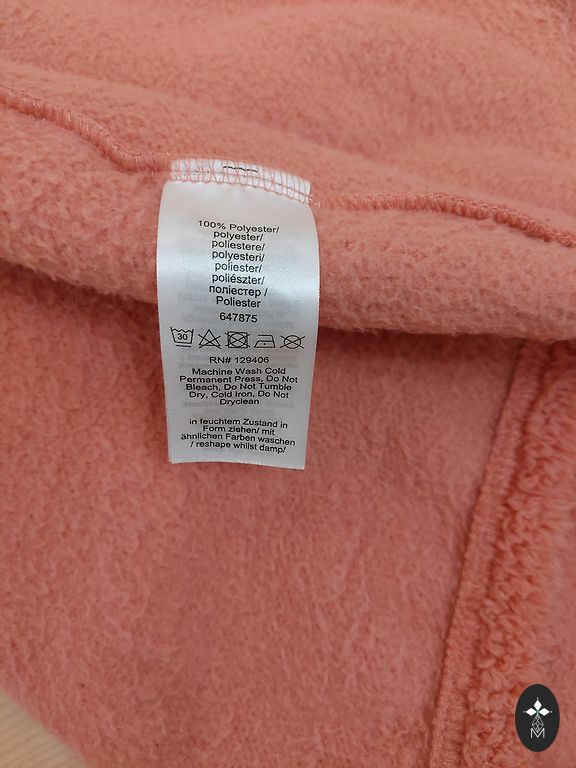 100% Polyester/
polyester/
poliestere/
polyesteri/
poliester/
poliészter/
поліестер /
Poliester
647875
30
RN# 129406
Machine Wash Cold
Permanent Press, Do Not
Bleach, Do Not Tumble
Dry, Cold Iron, Do Not
Dryclean
in feuchtem Zustand in
Form ziehen/ mit
ähnlichen Farben waschen
/ reshape whilst damp/
M